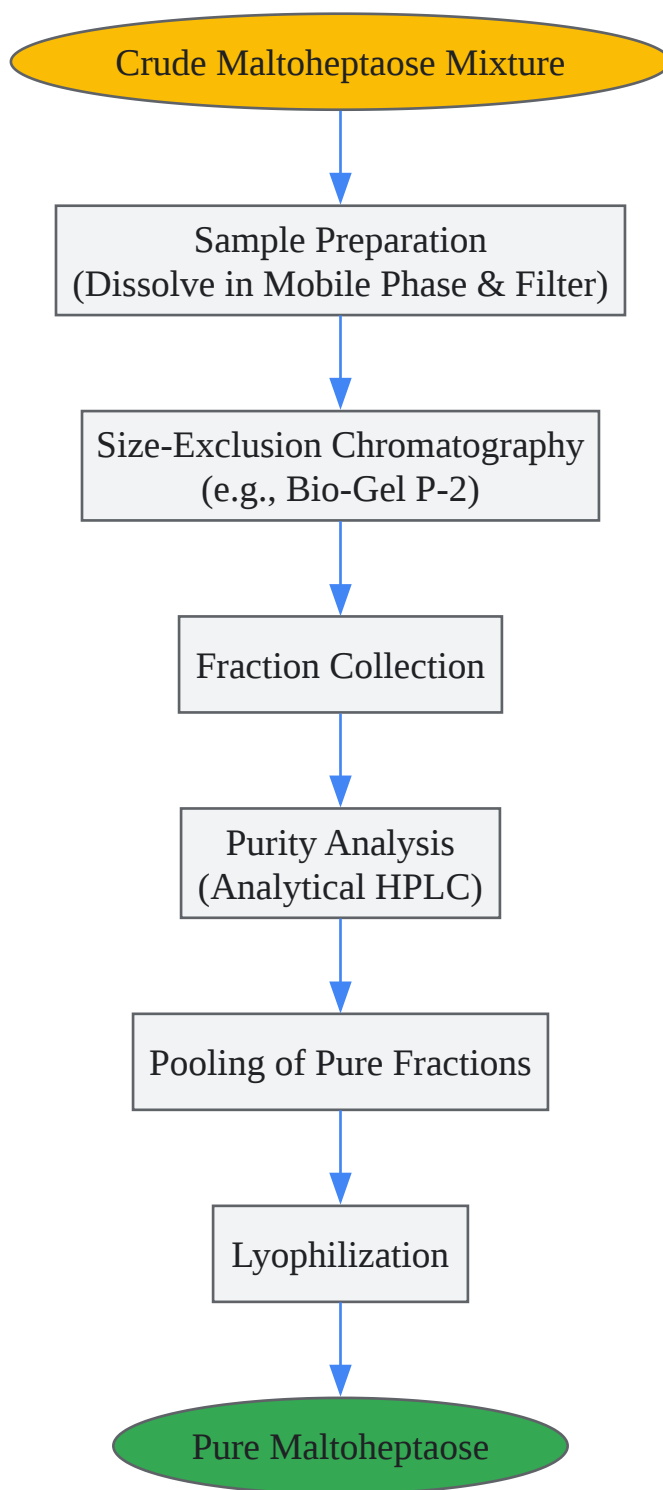 Crude Maltoheptaose Mixture
Sample Preparation
(Dissolve in Mobile Phase & Filter)
Size-Exclusion Chromatography
(e.g., Bio-Gel P-2)
Fraction Collection
Purity Analysis
(Analytical HPLC)
Pooling of Pure Fractions
Lyophilization
Pure Maltoheptaose